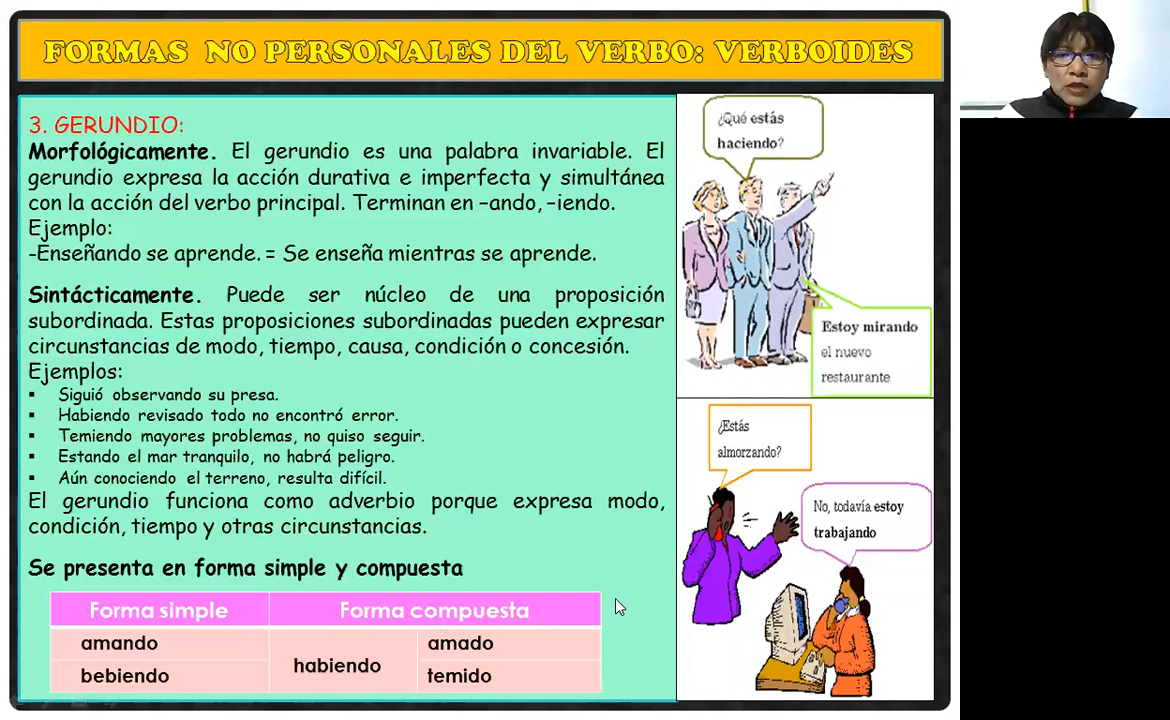 FORMAS NO PERSONALES DEL VERBO: VERBOIDES
3. GERUNDIO:
Morfológicamente. El gerundio es una palabra invariable. El
gerundio expresa la acción durativa e imperfecta y simultánea
con la acción del verbo principal. Terminan en –ando, –iendo.
Ejemplo:
-Enseñando se aprende. = Se enseña mientras se aprende.
Sintácticamente. Puede ser núcleo de una proposición
subordinada. Estas proposiciones subordinadas pueden expresar
circunstancias de modo, tiempo, causa, condición o concesión.
Ejemplos:
▪ Siguió observando su presa.
▪ Habiendo revisado todo no encontró error.
▪ Temiendo mayores problemas, no quiso seguir.
▪ Estando el mar tranquilo, no habrá peligro.
▪ Aún conociendo el terreno, resulta difícil.
El gerundio funciona como adverbio porque expresa modo,
condición, tiempo y otras circunstancias.
Se presenta en forma simple y compuesta
Forma simple Forma compuesta
amando amado
habiendo
bebiendo temido
¿Qué estás
haciendo?
Estoy mirando
el nuevo
restaurante
¿Estás
almorzando?
No, todavía estoy
trabajando